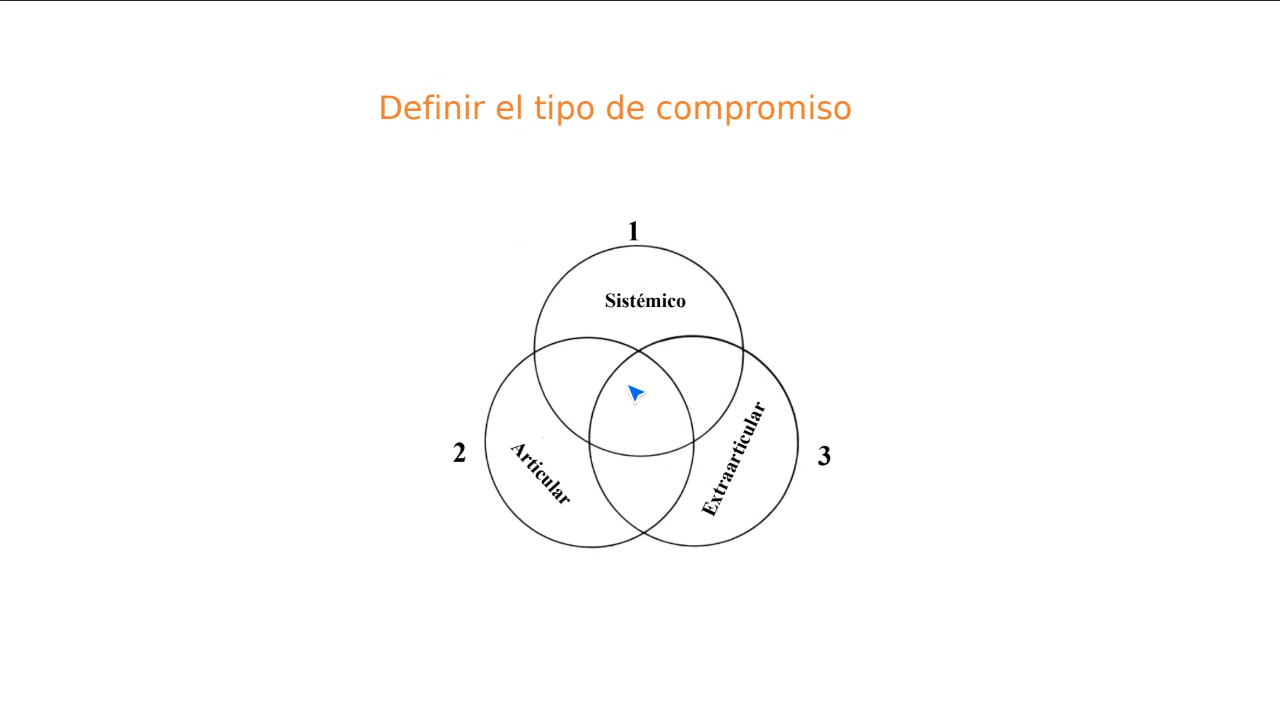 Definir el tipo de compromiso
1
Sistémico
2
Articular
Extraarticular
3